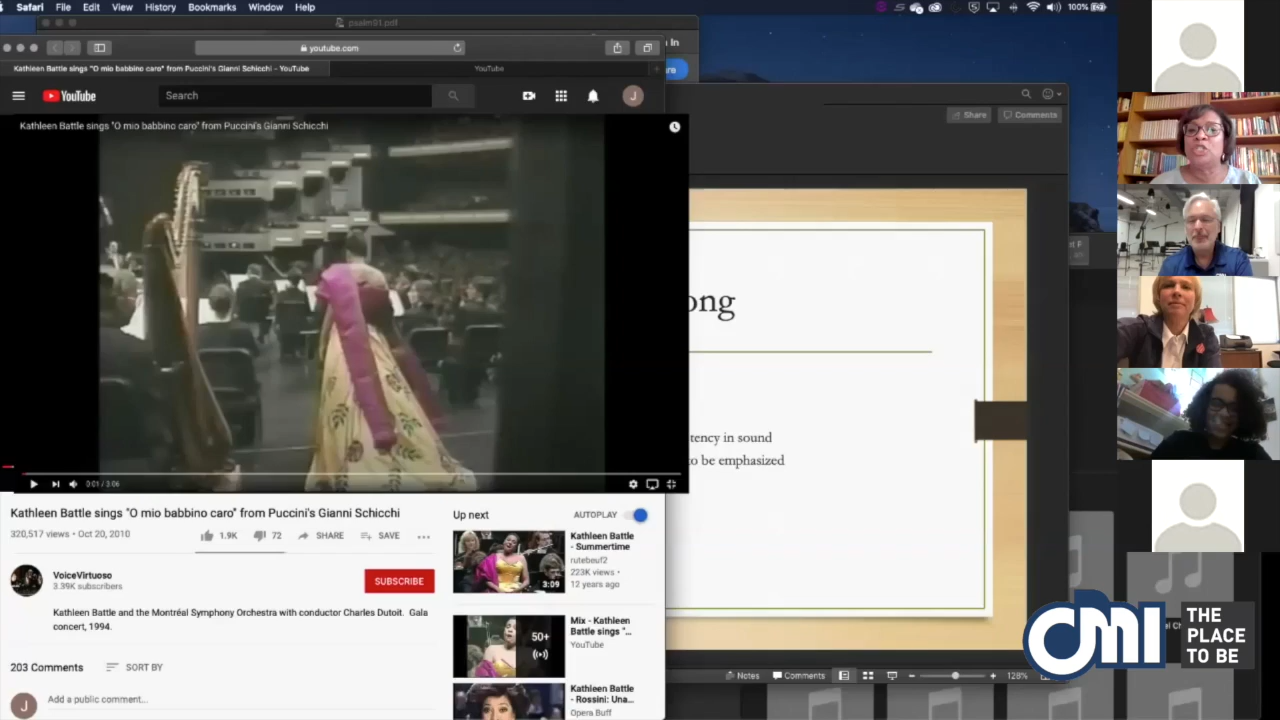 Safari File Edit View History Bookmarks Window Help
100%
psalm91.pdf
youtube.com
Kathleen Battle sings "O mio babbino caro" from Puccini's Gianni Schicchi - YouTube
YouTube
YouTube
Search
J
Kathleen Battle sings "O mio babbino caro" from Puccini's Gianni Schicchi
0:01 / 3:06
Share
Comments
ong
tency in sound
to be emphasized
Kathleen Battle sings "O mio babbino caro" from Puccini's Gianni Schicchi
320,517 views • Oct 20, 2010
1.9K
72
SHARE
SAVE
VoiceVirtuoso
3.39K subscribers
SUBSCRIBE
Kathleen Battle and the Montréal Symphony Orchestra with conductor Charles Dutoit. Gala
concert, 1994.
203 Comments
SORT BY
J
Add a public comment...
Up next
AUTOPLAY
Kathleen Battle
- Summertime
rutebeuf2
223K views •
12 years ago
3:09
Mix - Kathleen
Battle sings "...
YouTube
50+
Kathleen Battle
- Rossini: Una...
Opera Buff
Notes
Comments
128%
CMI
THE
PLACE
TO BE